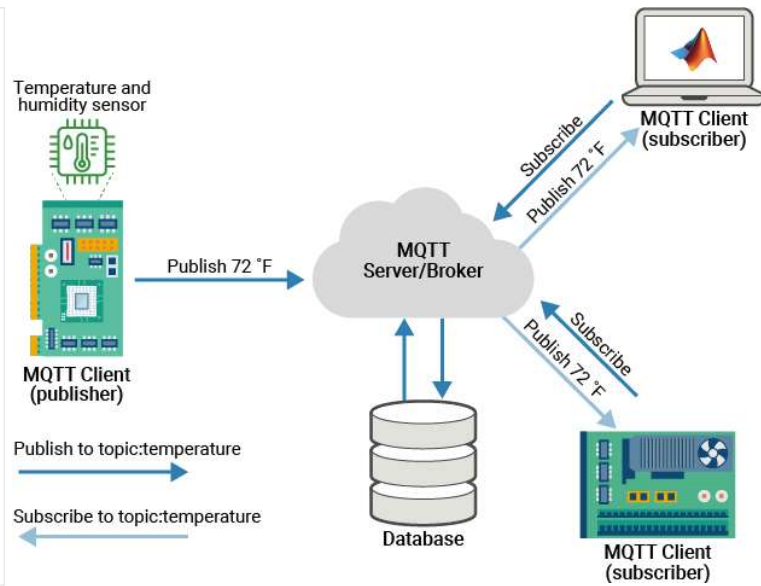 Temperature and
humidity sensor
MQTT Client
(publisher)
Publish 72 ˚F
MQTT
Server/Broker
Subscribe
Publish 72 ˚F
MQTT Client
(subscriber)
Subscribe
Publish 72 ˚F
MQTT Client
(subscriber)
Database
Publish to topic:temperature
Subscribe to topic:temperature